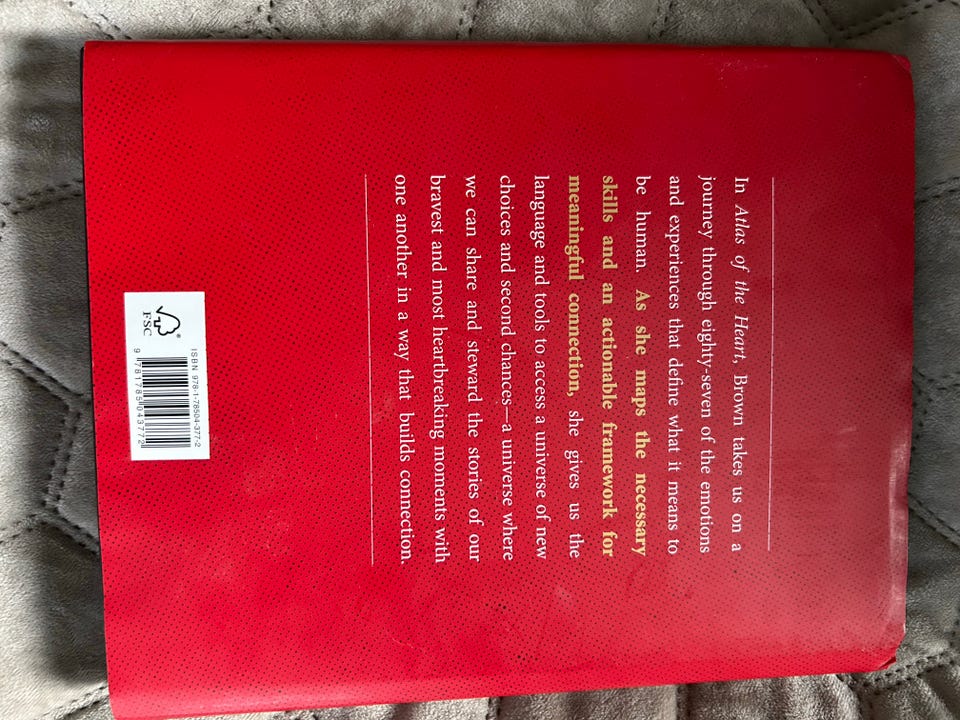 In Atlas of the Heart, Brown takes us on a
journey through eighty-seven of the emotions
and experiences that define what it means to
be human. As she maps the necessary
skills and an actionable framework for
meaningful connection, she gives us the
language and tools to access a universe of new
choices and second chances—a universe where
we can share and steward the stories of our
bravest and most heartbreaking moments with
one another in a way that builds connection.
FSC®
ISBN 978-1-78504-377-2
9 781785 043772